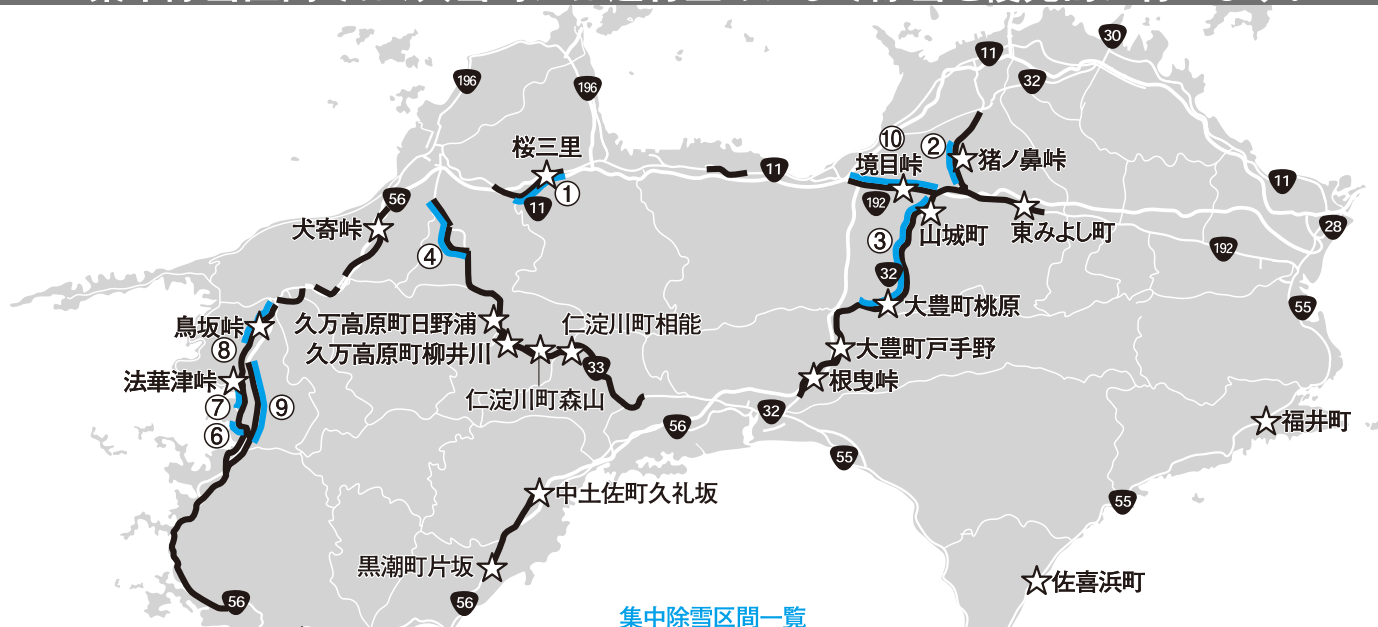 30
11
32
196
196
⑩
②
桜三里
猪ノ鼻峠
境目峠
11
①
11
11
56
192
28
犬寄峠
山城町
東みよし町
③
192
④
32
55
大豊町桃原
鳥坂峠
久万高原町日野浦
仁淀川町相能
⑧
久万高原町柳井川
大豊町戸手野
33
法華津峠
根曳峠
仁淀川町森山
⑦
⑨
32
福井町
⑥
56
55
中土佐町久礼坂
55
黒潮町片坂
佐喜浜町
56
56
集中除雪区間一覧